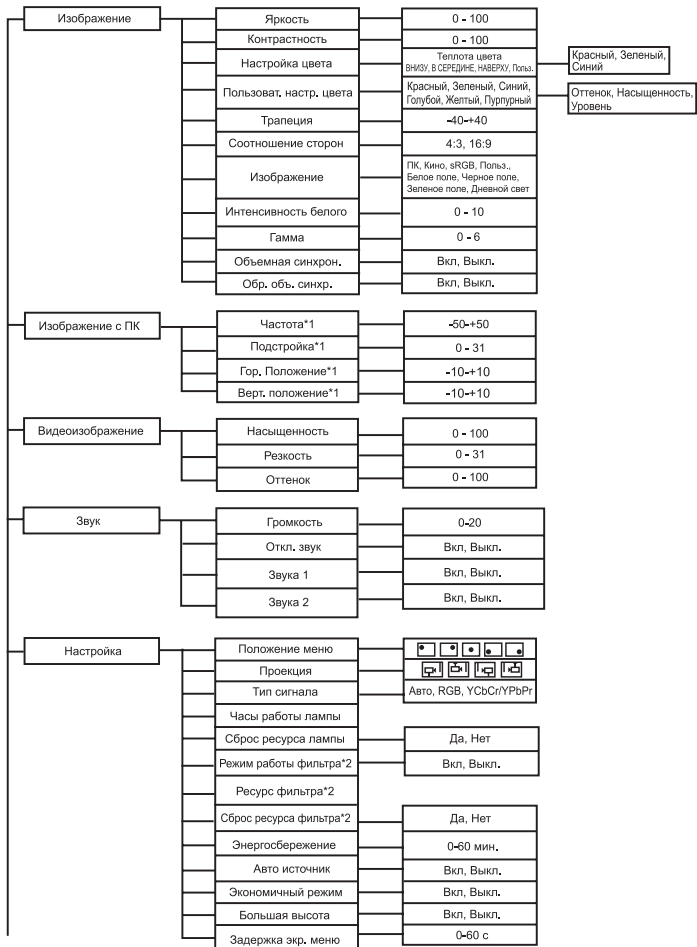 Изображение
Яркость
0 - 100
Контрастность
0 - 100
Настройка цвета
Теплота цвета
ВНИЗУ, В СЕРЕДИНЕ, НАВЕРХУ, Польз.
Красный, Зеленый,
Синий
Пользоват. настр. цвета
Красный, Зеленый, Синий,
Голубой, Желтый, Пурпурный
Оттенок, Насыщенность,
Уровень
Трапеция
-40-+40
Соотношение сторон
4:3, 16:9
Изображение
ПК, Кино, sRGB, Польз.,
Белое поле, Черное поле,
Зеленое поле, Дневной свет
Интенсивность белого
0 - 10
Гамма
0 - 6
Объемная синхрон.
Вкл, Выкл.
Обр. объ. синхр.
Вкл, Выкл.
Изображение с ПК
Частота*1
-50-+50
Подстройка*1
0 - 31
Гор. Положение*1
-10-+10
Верт. положение*1
-10-+10
Видеоизображение
Насыщенность
0 - 100
Резкость
0 - 31
Оттенок
0 - 100
Звук
Громкость
0-20
Откл. звук
Вкл, Выкл.
Звука 1
Вкл, Выкл.
Звука 2
Вкл, Выкл.
Настройка
Положение меню
Проекция
Тип сигнала
Авто, RGB, YCbCr/YPbPr
Часы работы лампы
Сброс ресурса лампы
Да, Нет
Режим работы фильтра*2
Вкл, Выкл.
Ресурс фильтра*2
Сброс ресурса фильтра*2
Да, Нет
Энергосбережение
0-60 мин.
Авто источник
Вкл, Выкл.
Экономичный режим
Вкл, Выкл.
Большая высота
Вкл, Выкл.
Задержка экр. меню
0-60 с